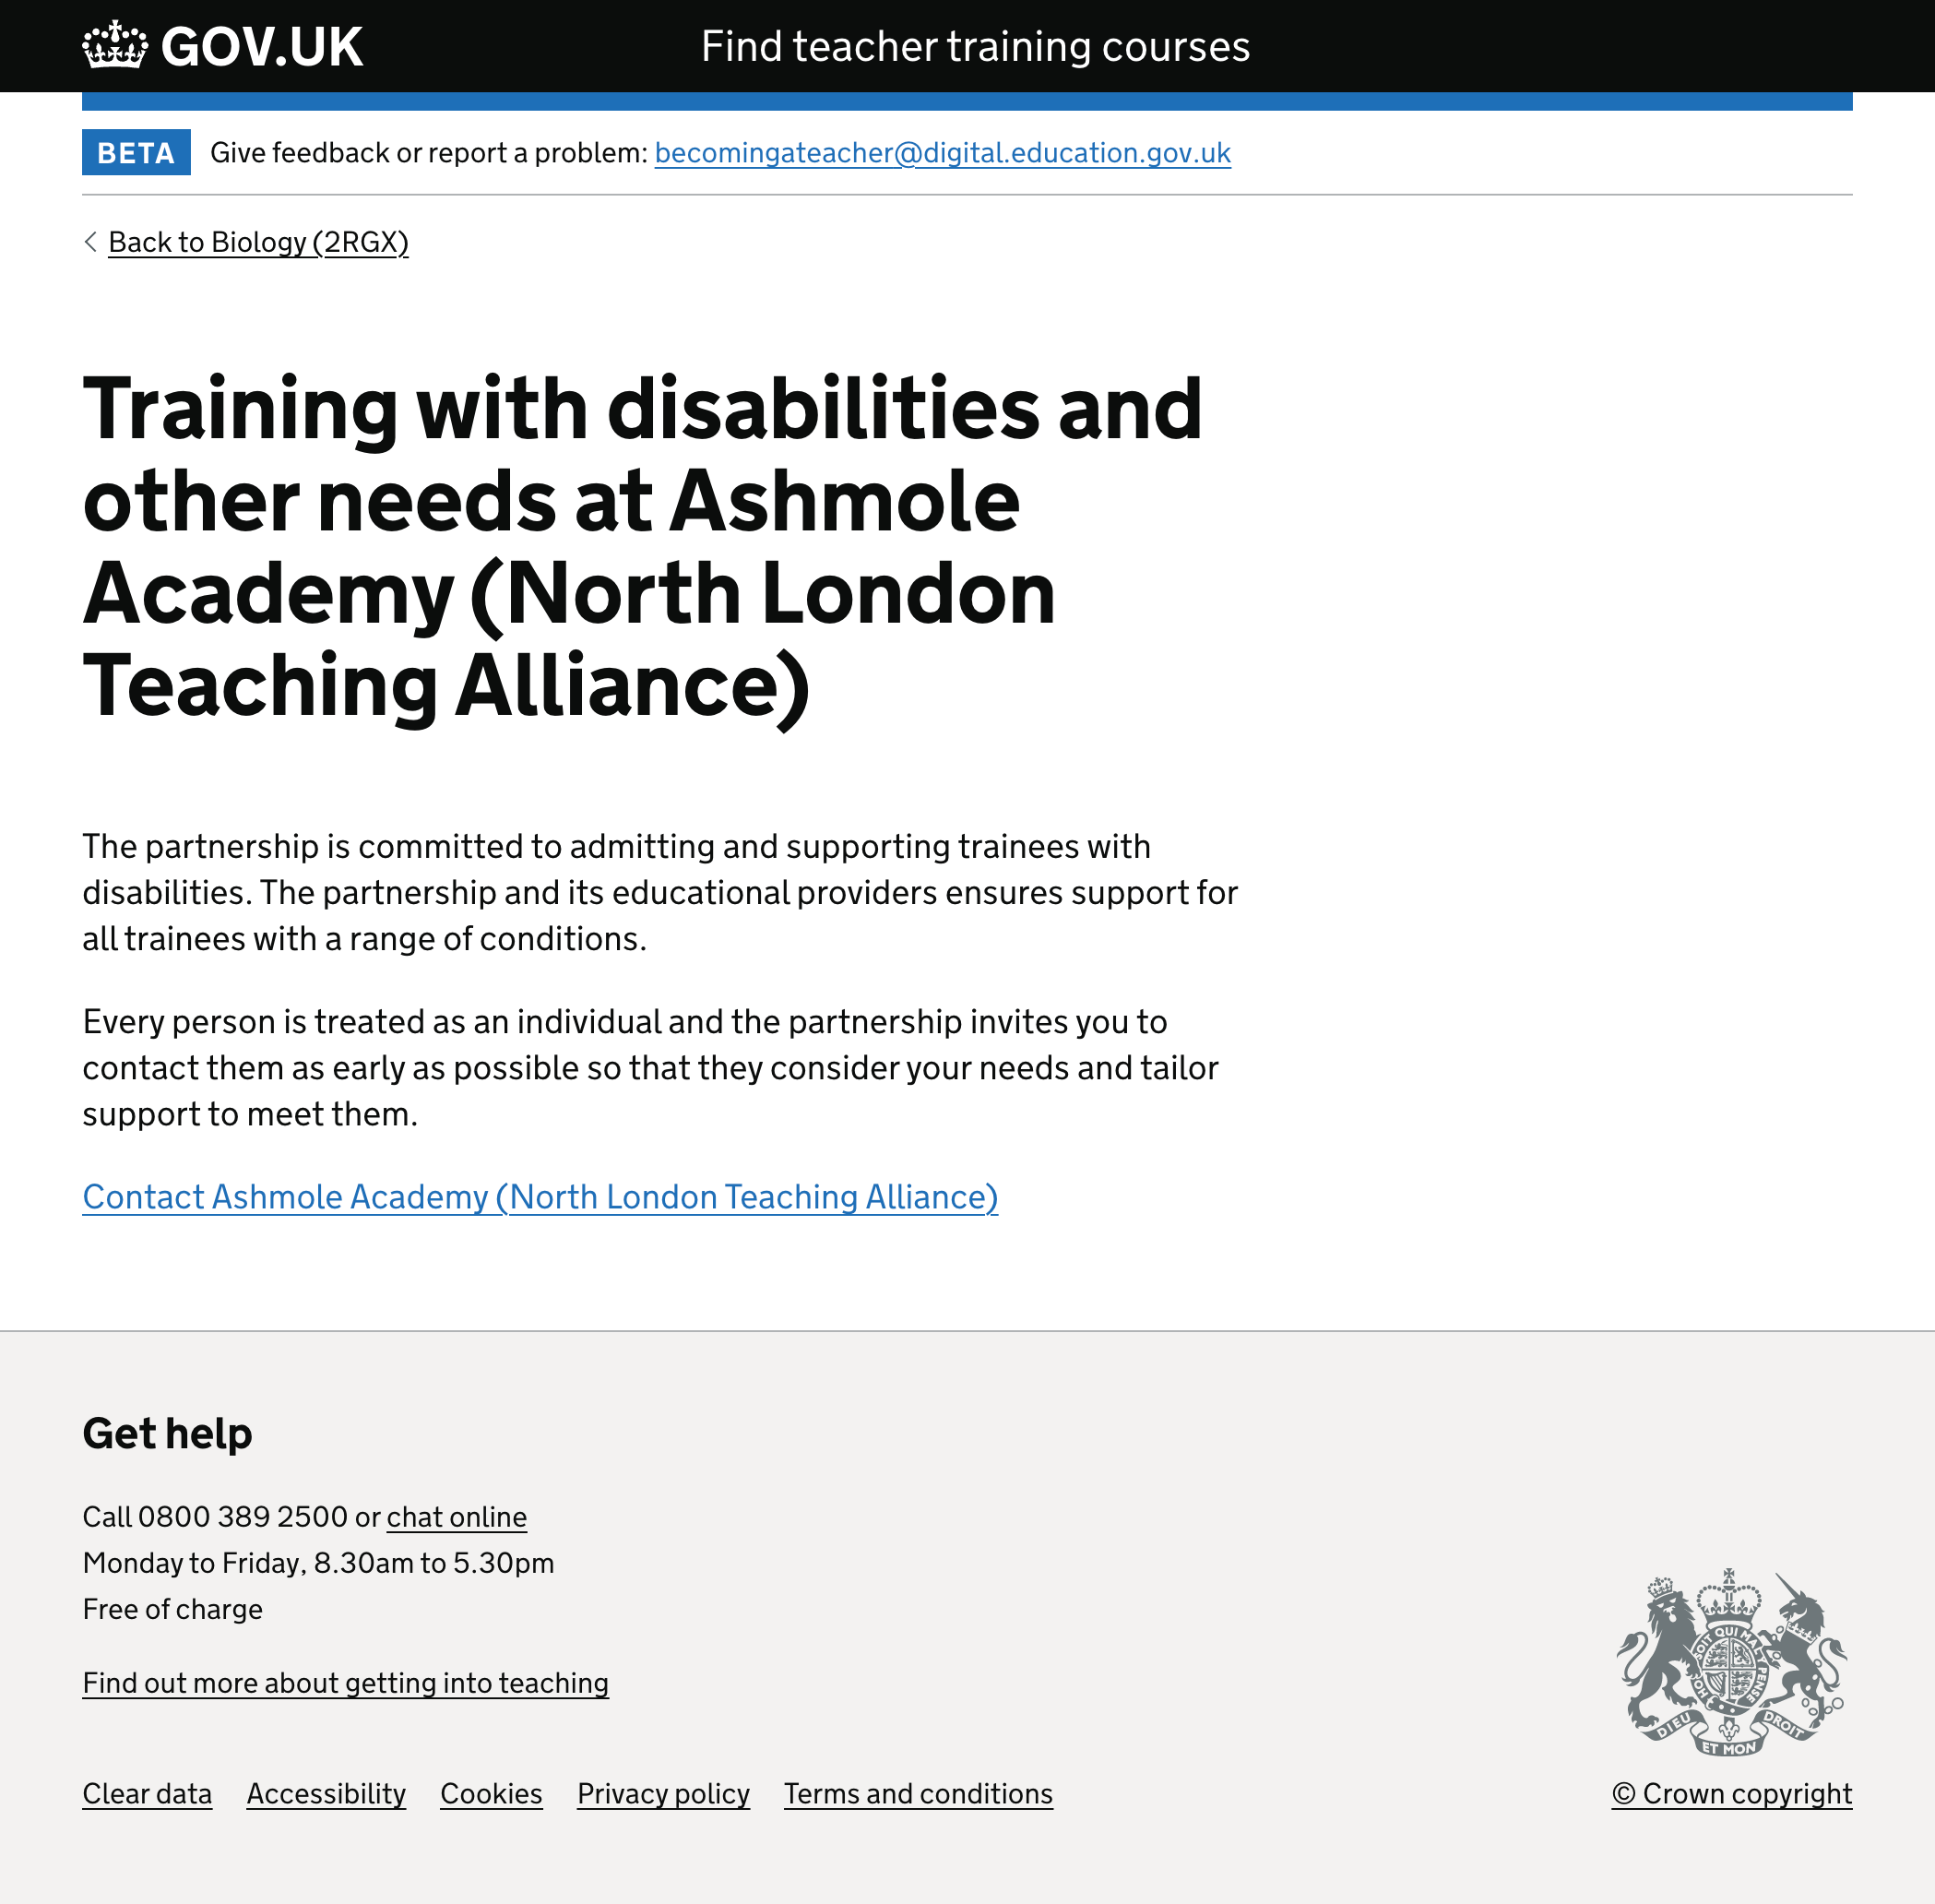 GOV.UK
Find teacher training courses
BETA
Give feedback or report a problem: becomingateacher@digital.education.gov.uk
Back to Biology (2RGX)
Training with disabilities and
other needs at Ashmole
Academy (North London
Teaching Alliance)
The partnership is committed to admitting and supporting trainees with
disabilities. The partnership and its educational providers ensures support for
all trainees with a range of conditions.
Every person is treated as an individual and the partnership invites you to
contact them as early as possible so that they consider your needs and tailor
support to meet them.
Contact Ashmole Academy (North London Teaching Alliance)
Get help
Call 0800 389 2500 or chat online
Monday to Friday, 8.30am to 5.30pm
Free of charge
Find out more about getting into teaching
DIEU ET MON DROIT
Clear data Accessibility Cookies Privacy policy Terms and conditions
© Crown copyright